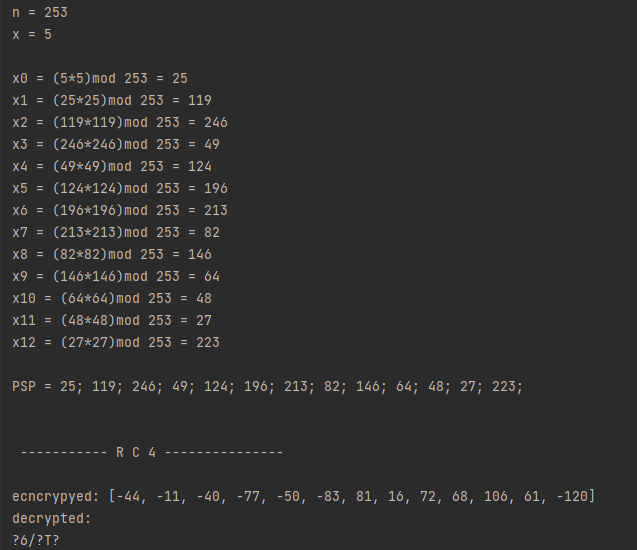 n = 253
x = 5
x0 = (5*5)mod 253 = 25
x1 = (25*25)mod 253 = 119
x2 = (119*119)mod 253 = 246
x3 = (246*246)mod 253 = 49
x4 = (49*49)mod 253 = 124
x5 = (124*124)mod 253 = 196
x6 = (196*196)mod 253 = 213
x7 = (213*213)mod 253 = 82
x8 = (82*82)mod 253 = 146
x9 = (146*146)mod 253 = 64
x10 = (64*64)mod 253 = 48
x11 = (48*48)mod 253 = 27
x12 = (27*27)mod 253 = 223
PSP = 25; 119; 246; 49; 124; 196; 213; 82; 146; 64; 48; 27; 223;
----------- R C 4 ---------------
ecncrypyed: [-44, -11, -40, -77, -50, -83, 81, 16, 72, 68, 106, 61, -120]
decrypted:
?6/?T?